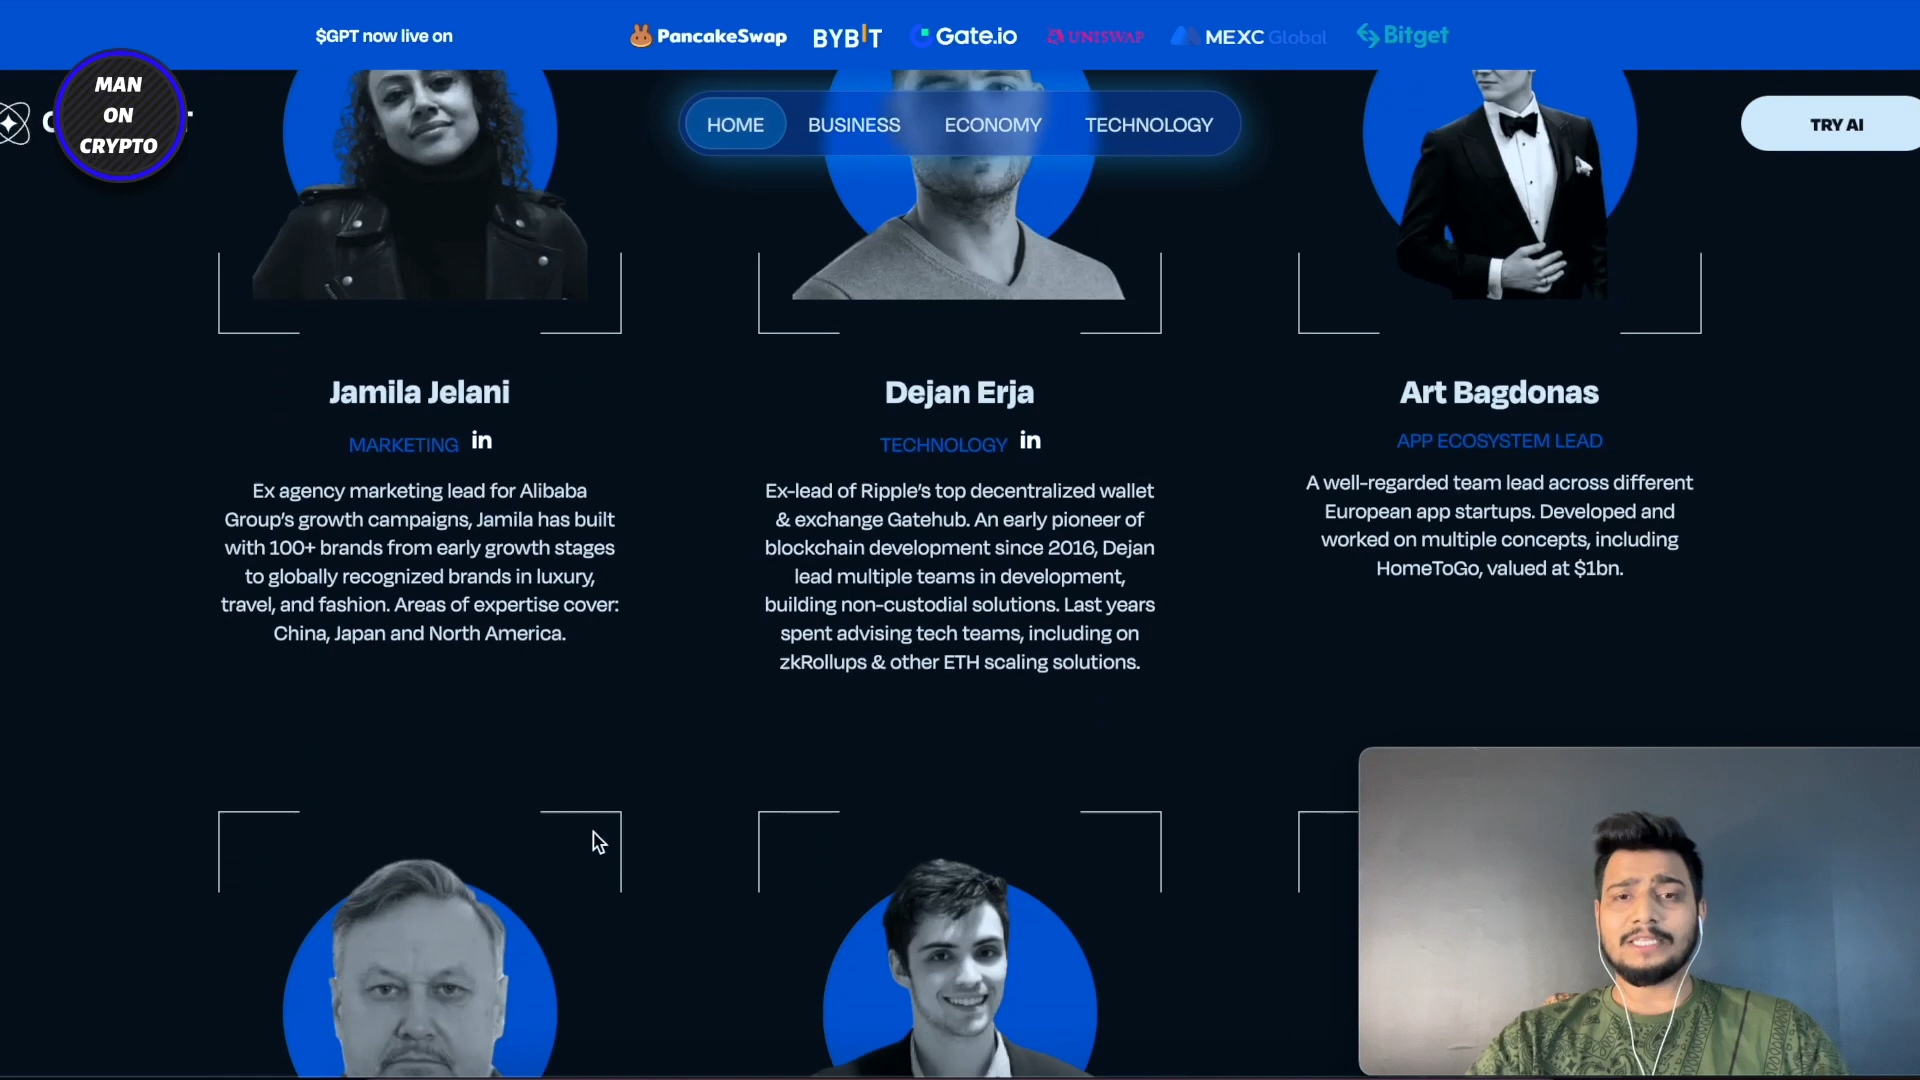 $GPT now live on
PancakeSwap
BYBIT
Gate.io
UNISWAP
MEXC Global
Bitget
MAN
ON
CRYPTO
HOME
BUSINESS
ECONOMY
TECHNOLOGY
TRY AI
Jamila Jelani
MARKETING in
Ex agency marketing lead for Alibaba
Group's growth campaigns, Jamila has built
with 100+ brands from early growth stages
to globally recognized brands in luxury,
travel, and fashion. Areas of expertise cover:
China, Japan and North America.
Dejan Erja
TECHNOLOGY in
Ex-lead of Ripple's top decentralized wallet
& exchange Gatehub. An early pioneer of
blockchain development since 2016, Dejan
lead multiple teams in development,
building non-custodial solutions. Last years
spent advising tech teams, including on
zkRollups & other ETH scaling solutions.
Art Bagdonas
APP ECOSYSTEM LEAD
A well-regarded team lead across different
European app startups. Developed and
worked on multiple concepts, including
HomeToGo, valued at $1bn.